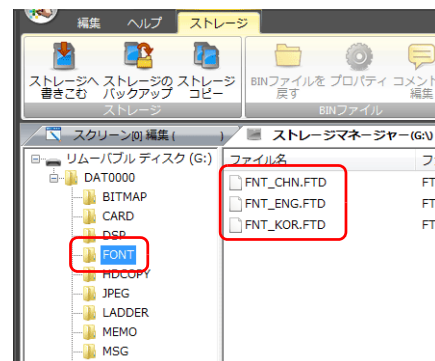 編集 ヘルプ ストレージ
ストレージへ ストレージの ストレージ BINファイルを プロパティ コメント
書きこむ バックアップ コピー 戻す 編集
ストレージ BINファイル
スクリーン[0] 編集 ( ) ストレージマネージャー(G:\)
リムーバブル ディスク (G:) ファイル名 フ
DAT0000 FNT_CHN.FTD FT
BITMAP FNT_ENG.FTD FT
CARD FNT_KOR.FTD FT
DSP
FONT
HDCOPY
JPEG
LADDER
MEMO
MSG